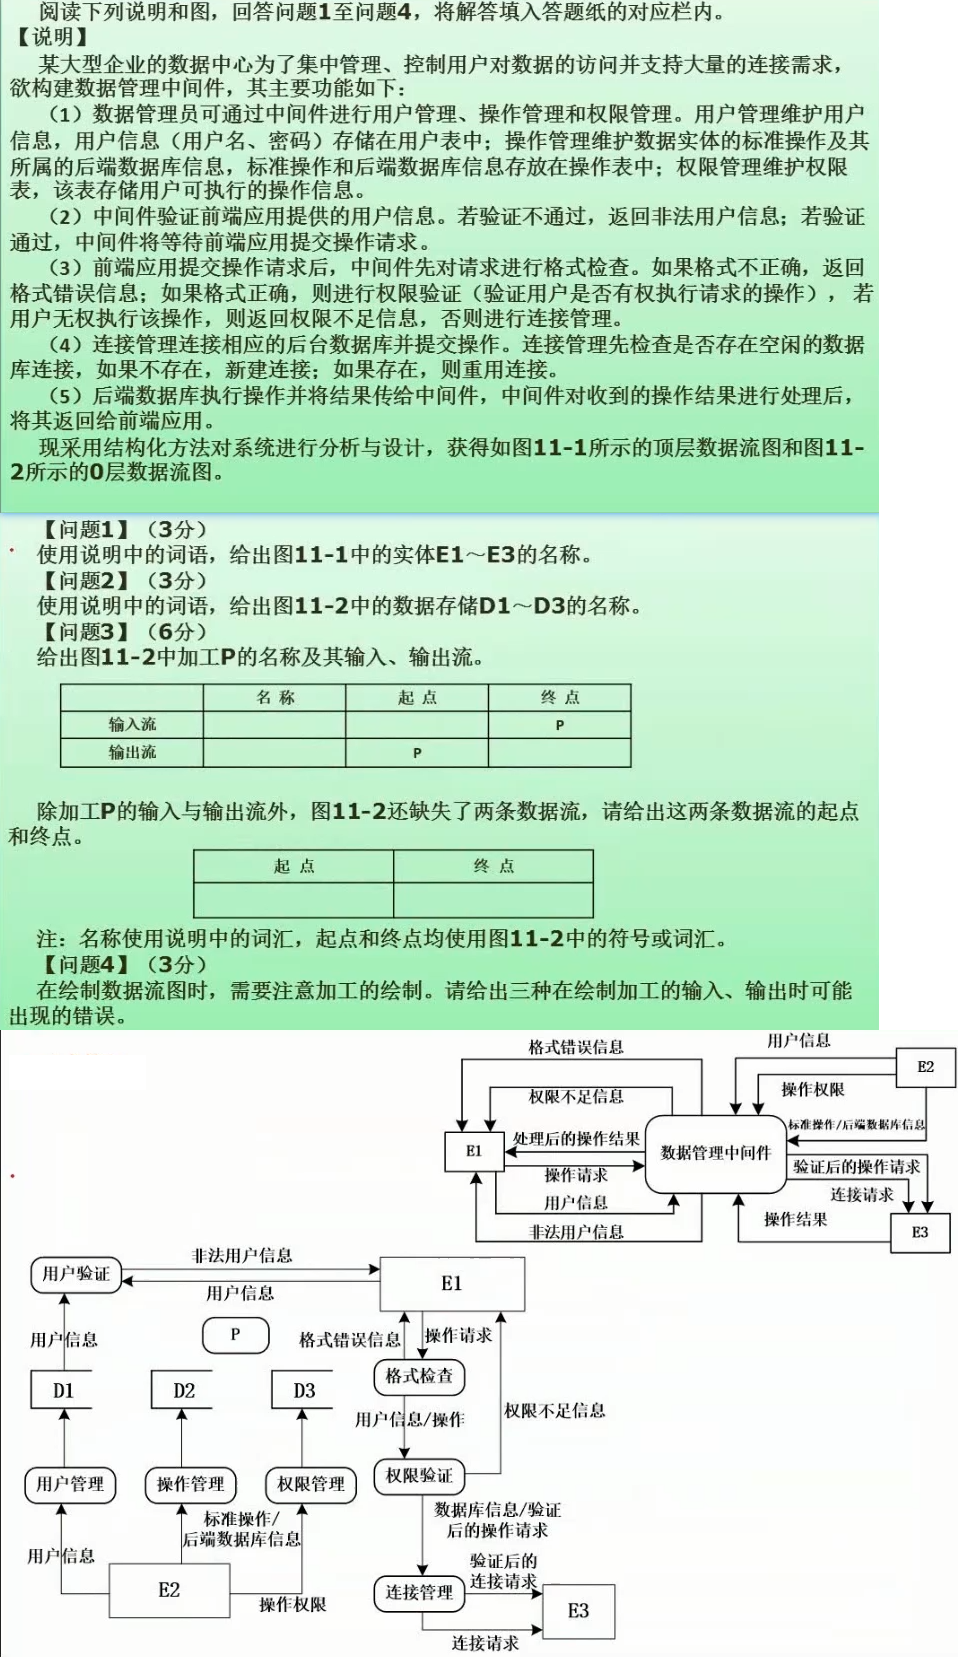 阅读下列说明和图，回答问题1至问题4，将解答填入答题纸的对应栏内。
【说明】
某大型企业的数据中心为了集中管理、控制用户对数据的访问并支持大量的连接需求，
欲构建数据管理中间件，其主要功能如下：
（1）数据管理员可通过中间件进行用户管理、操作管理和权限管理。用户管理维护用户
信息，用户信息（用户名、密码）存储在用户表中；操作管理维护数据实体的标准操作及其
所属的后端数据库信息，标准操作和后端数据库信息存放在操作表中；权限管理维护权限
表，该表存储用户可执行的操作信息。
（2）中间件验证前端应用提供的用户信息。若验证不通过，返回非法用户信息；若验证
通过，中间件将等待前端应用提交操作请求。
（3）前端应用提交操作请求后，中间件先对请求进行格式检查。如果格式不正确，返回
格式错误信息；如果格式正确，则进行权限验证（验证用户是否有权执行请求的操作），若
用户无权执行该操作，则返回权限不足信息，否则进行连接管理。
（4）连接管理连接相应的后台数据库并提交操作。连接管理先检查是否存在空闲的数据
库连接，如果不存在，新建连接；如果存在，则重用连接。
（5）后端数据库执行操作并将结果传给中间件，中间件对收到的操作结果进行处理后，
将其返回给前端应用。
现采用结构化方法对系统进行分析与设计，获得如图11-1所示的顶层数据流图和图11-
2所示的0层数据流图。
【问题1】（3分）
使用说明中的词语，给出图11-1中的实体E1～E3的名称。
【问题2】（3分）
使用说明中的词语，给出图11-2中的数据存储D1～D3的名称。
【问题3】（6分）
给出图11-2中加工P的名称及其输入、输出流。
名 称 起 点 终 点
输入流 P
输出流 P
除加工P的输入与输出流外，图11-2还缺失了两条数据流，请给出这两条数据流的起点
和终点。
起 点 终 点
注：名称使用说明中的词汇，起点和终点均使用图11-2中的符号或词汇。
【问题4】（3分）
在绘制数据流图时，需要注意加工的绘制。请给出三种在绘制加工的输入、输出时可能
出现的错误。
格式错误信息
用户信息
E2
权限不足信息
操作权限
标准操作/后端数据库信息
E1
处理后的操作结果
数据管理中间件
验证后的操作请求
操作请求
连接请求
用户信息
操作结果
E3
非法用户信息
用户验证
非法用户信息
用户信息
E1
用户信息
P
格式错误信息
操作请求
D1
D2
D3
格式检查
用户信息/操作
权限不足信息
用户管理
操作管理
权限管理
权限验证
标准操作/
后端数据库信息
数据库信息/验证
后的操作请求
用户信息
E2
操作权限
连接管理
验证后的
连接请求
E3
连接请求